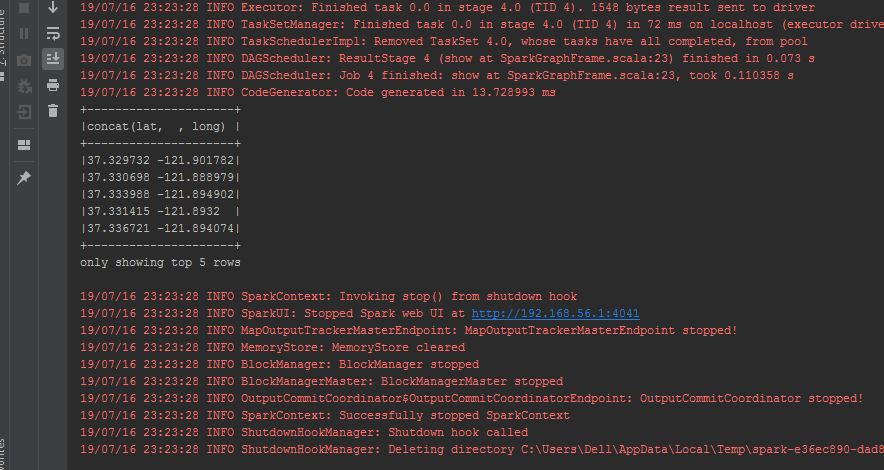 Z: Structure
19/07/16 23:23:28 INFO Executor: Finished task 0.0 in stage 4.0 (TID 4). 1548 bytes result sent to driver
19/07/16 23:23:28 INFO TaskSetManager: Finished task 0.0 in stage 4.0 (TID 4) in 72 ms on localhost (executor drive
19/07/16 23:23:28 INFO TaskSchedulerImpl: Removed TaskSet 4.0, whose tasks have all completed, from pool
19/07/16 23:23:28 INFO DAGScheduler: ResultStage 4 (show at SparkGraphFrame.scala:23) finished in 0.073 s
19/07/16 23:23:28 INFO DAGScheduler: Job 4 finished: show at SparkGraphFrame.scala:23, took 0.110358 s
19/07/16 23:23:28 INFO CodeGenerator: Code generated in 13.728993 ms
+---------------------+
|concat(lat,  , long) |
+---------------------+
|37.329732 -121.901782|
|37.330698 -121.888979|
|37.333988 -121.894902|
|37.331415 -121.8932  |
|37.336721 -121.894074|
+---------------------+
only showing top 5 rows
19/07/16 23:23:28 INFO SparkContext: Invoking stop() from shutdown hook
19/07/16 23:23:28 INFO SparkUI: Stopped Spark web UI at http://192.168.56.1:4041
19/07/16 23:23:28 INFO MapOutputTrackerMasterEndpoint: MapOutputTrackerMasterEndpoint stopped!
19/07/16 23:23:28 INFO MemoryStore: MemoryStore cleared
19/07/16 23:23:28 INFO BlockManager: BlockManager stopped
19/07/16 23:23:28 INFO BlockManagerMaster: BlockManagerMaster stopped
19/07/16 23:23:28 INFO OutputCommitCoordinator$OutputCommitCoordinatorEndpoint: OutputCommitCoordinator stopped!
19/07/16 23:23:28 INFO SparkContext: Successfully stopped SparkContext
19/07/16 23:23:28 INFO ShutdownHookManager: Shutdown hook called
19/07/16 23:23:28 INFO ShutdownHookManager: Deleting directory C:\Users\Dell\AppData\Local\Temp\spark-e36ec890-dad8
vorites